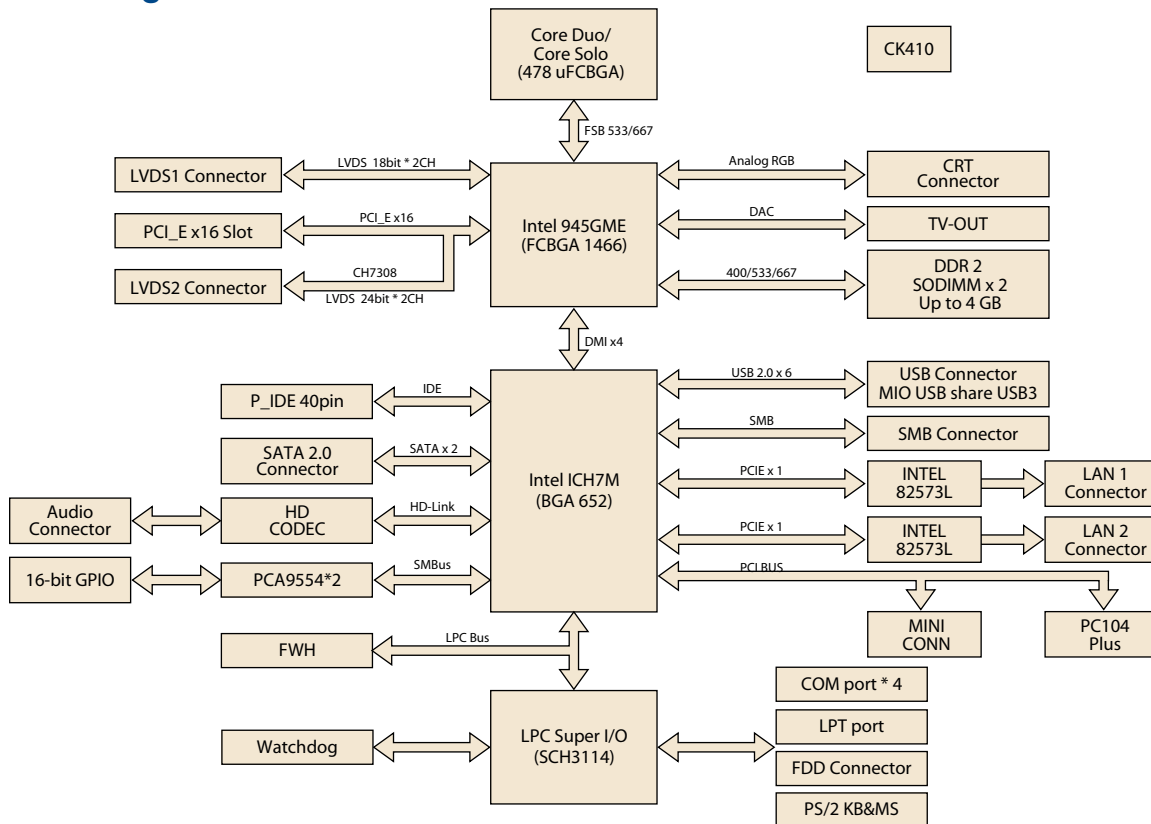 Core Duo/
Core Solo
(478 uFCBGA)
CK410
FSB 533/667
LVDS1 Connector
LVDS 18bit * 2CH
Intel 945GME
(FCBGA 1466)
Analog RGB
CRT
Connector
PCI_E x16 Slot
PCI_E x16
DAC
TV-OUT
LVDS2 Connector
CH7308
LVDS 24bit * 2CH
400/533/667
DDR 2
SODIMM x 2
Up to 4 GB
DMI x4
P_IDE 40pin
IDE
Intel ICH7M
(BGA 652)
USB 2.0 x 6
USB Connector
MIO USB share USB3
SATA 2.0
Connector
SATA x 2
SMB
SMB Connector
Audio
Connector
HD
CODEC
HD-Link
PCIE x 1
INTEL
82573L
LAN 1
Connector
PCIE x 1
INTEL
82573L
LAN 2
Connector
16-bit GPIO
PCA9554*2
SMBus
PCI BUS
MINI
CONN
PC104
Plus
FWH
LPC Bus
Watchdog
LPC Super I/O
(SCH3114)
COM port * 4
LPT port
FDD Connector
PS/2 KB&MS